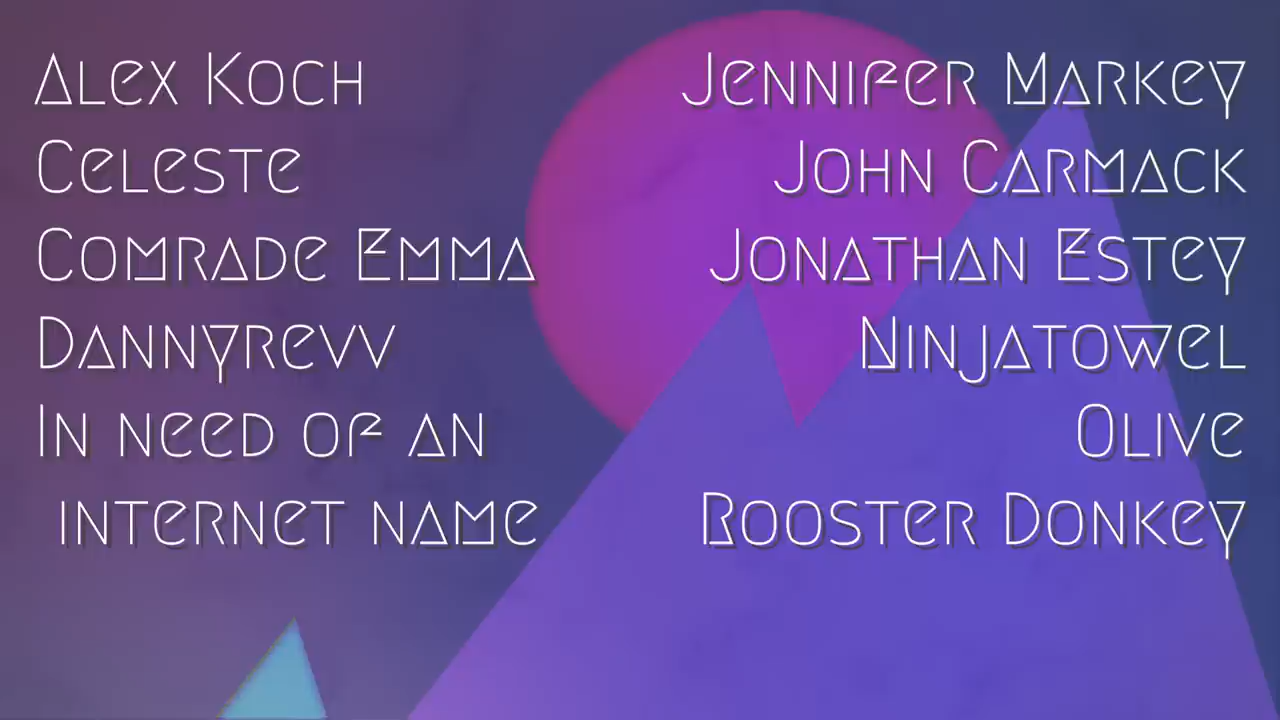 Alex Koch
Celeste
Comrade Emma
Dannyrevv
In need of an
internet name
Jennifer Markey
John Carmack
Jonathan Estey
Ninjatowel
Olive
Rooster Donkey